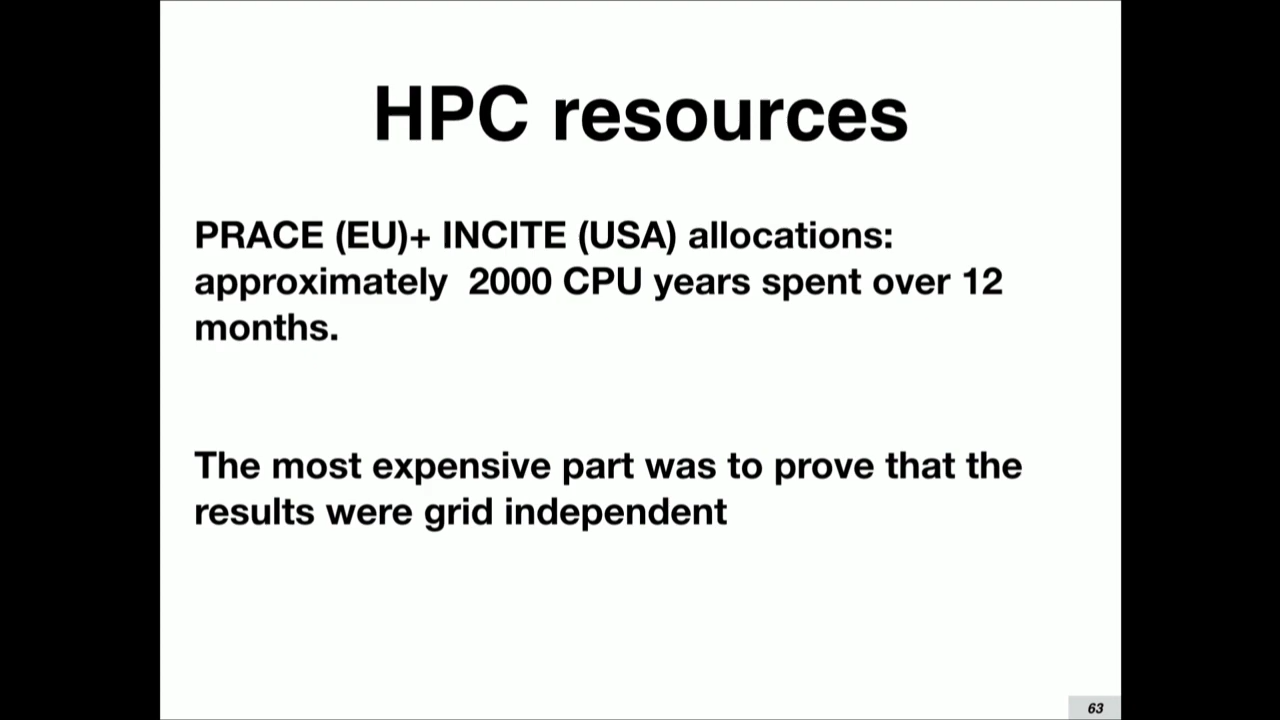 HPC resources
PRACE (EU)+ INCITE (USA) allocations:
approximately  2000 CPU years spent over 12
months.
The most expensive part was to prove that the
results were grid independent
63